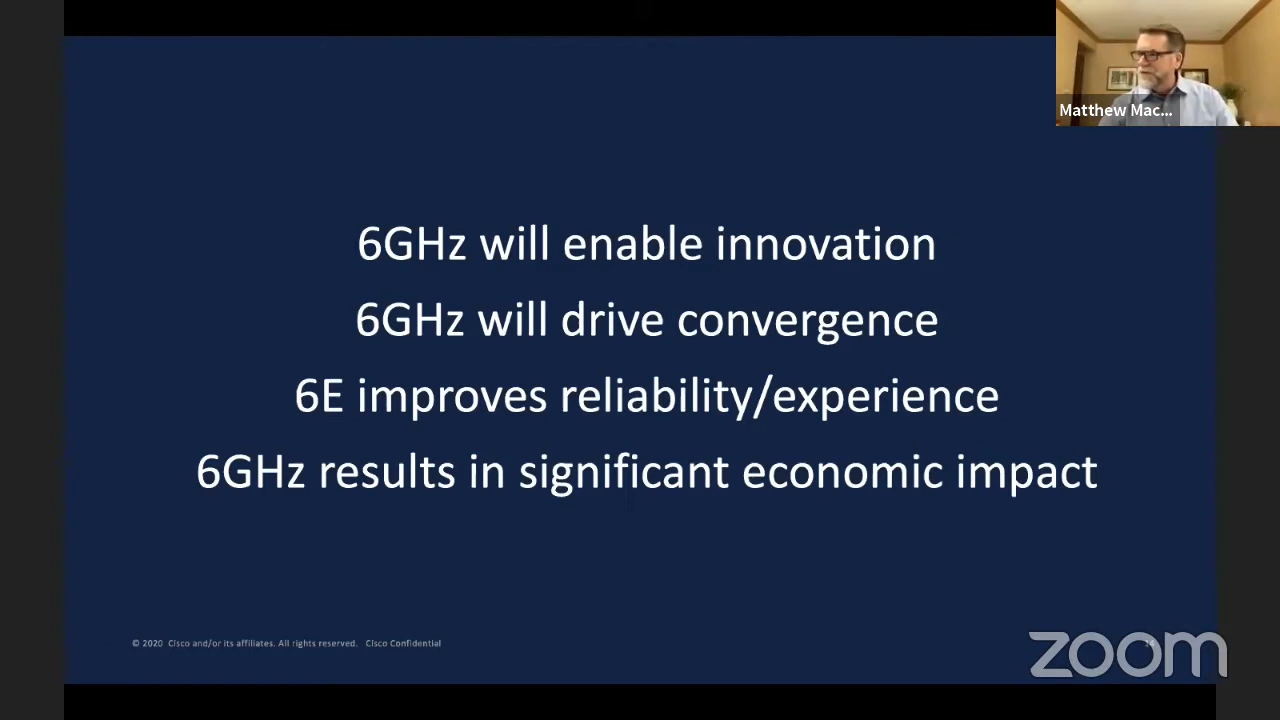 Matthew Mac...
6GHz will enable innovation
6GHz will drive convergence
6E improves reliability/experience
6GHz results in significant economic impact
© 2020 Cisco and/or its affiliates. All rights reserved. Cisco Confidential
zoom